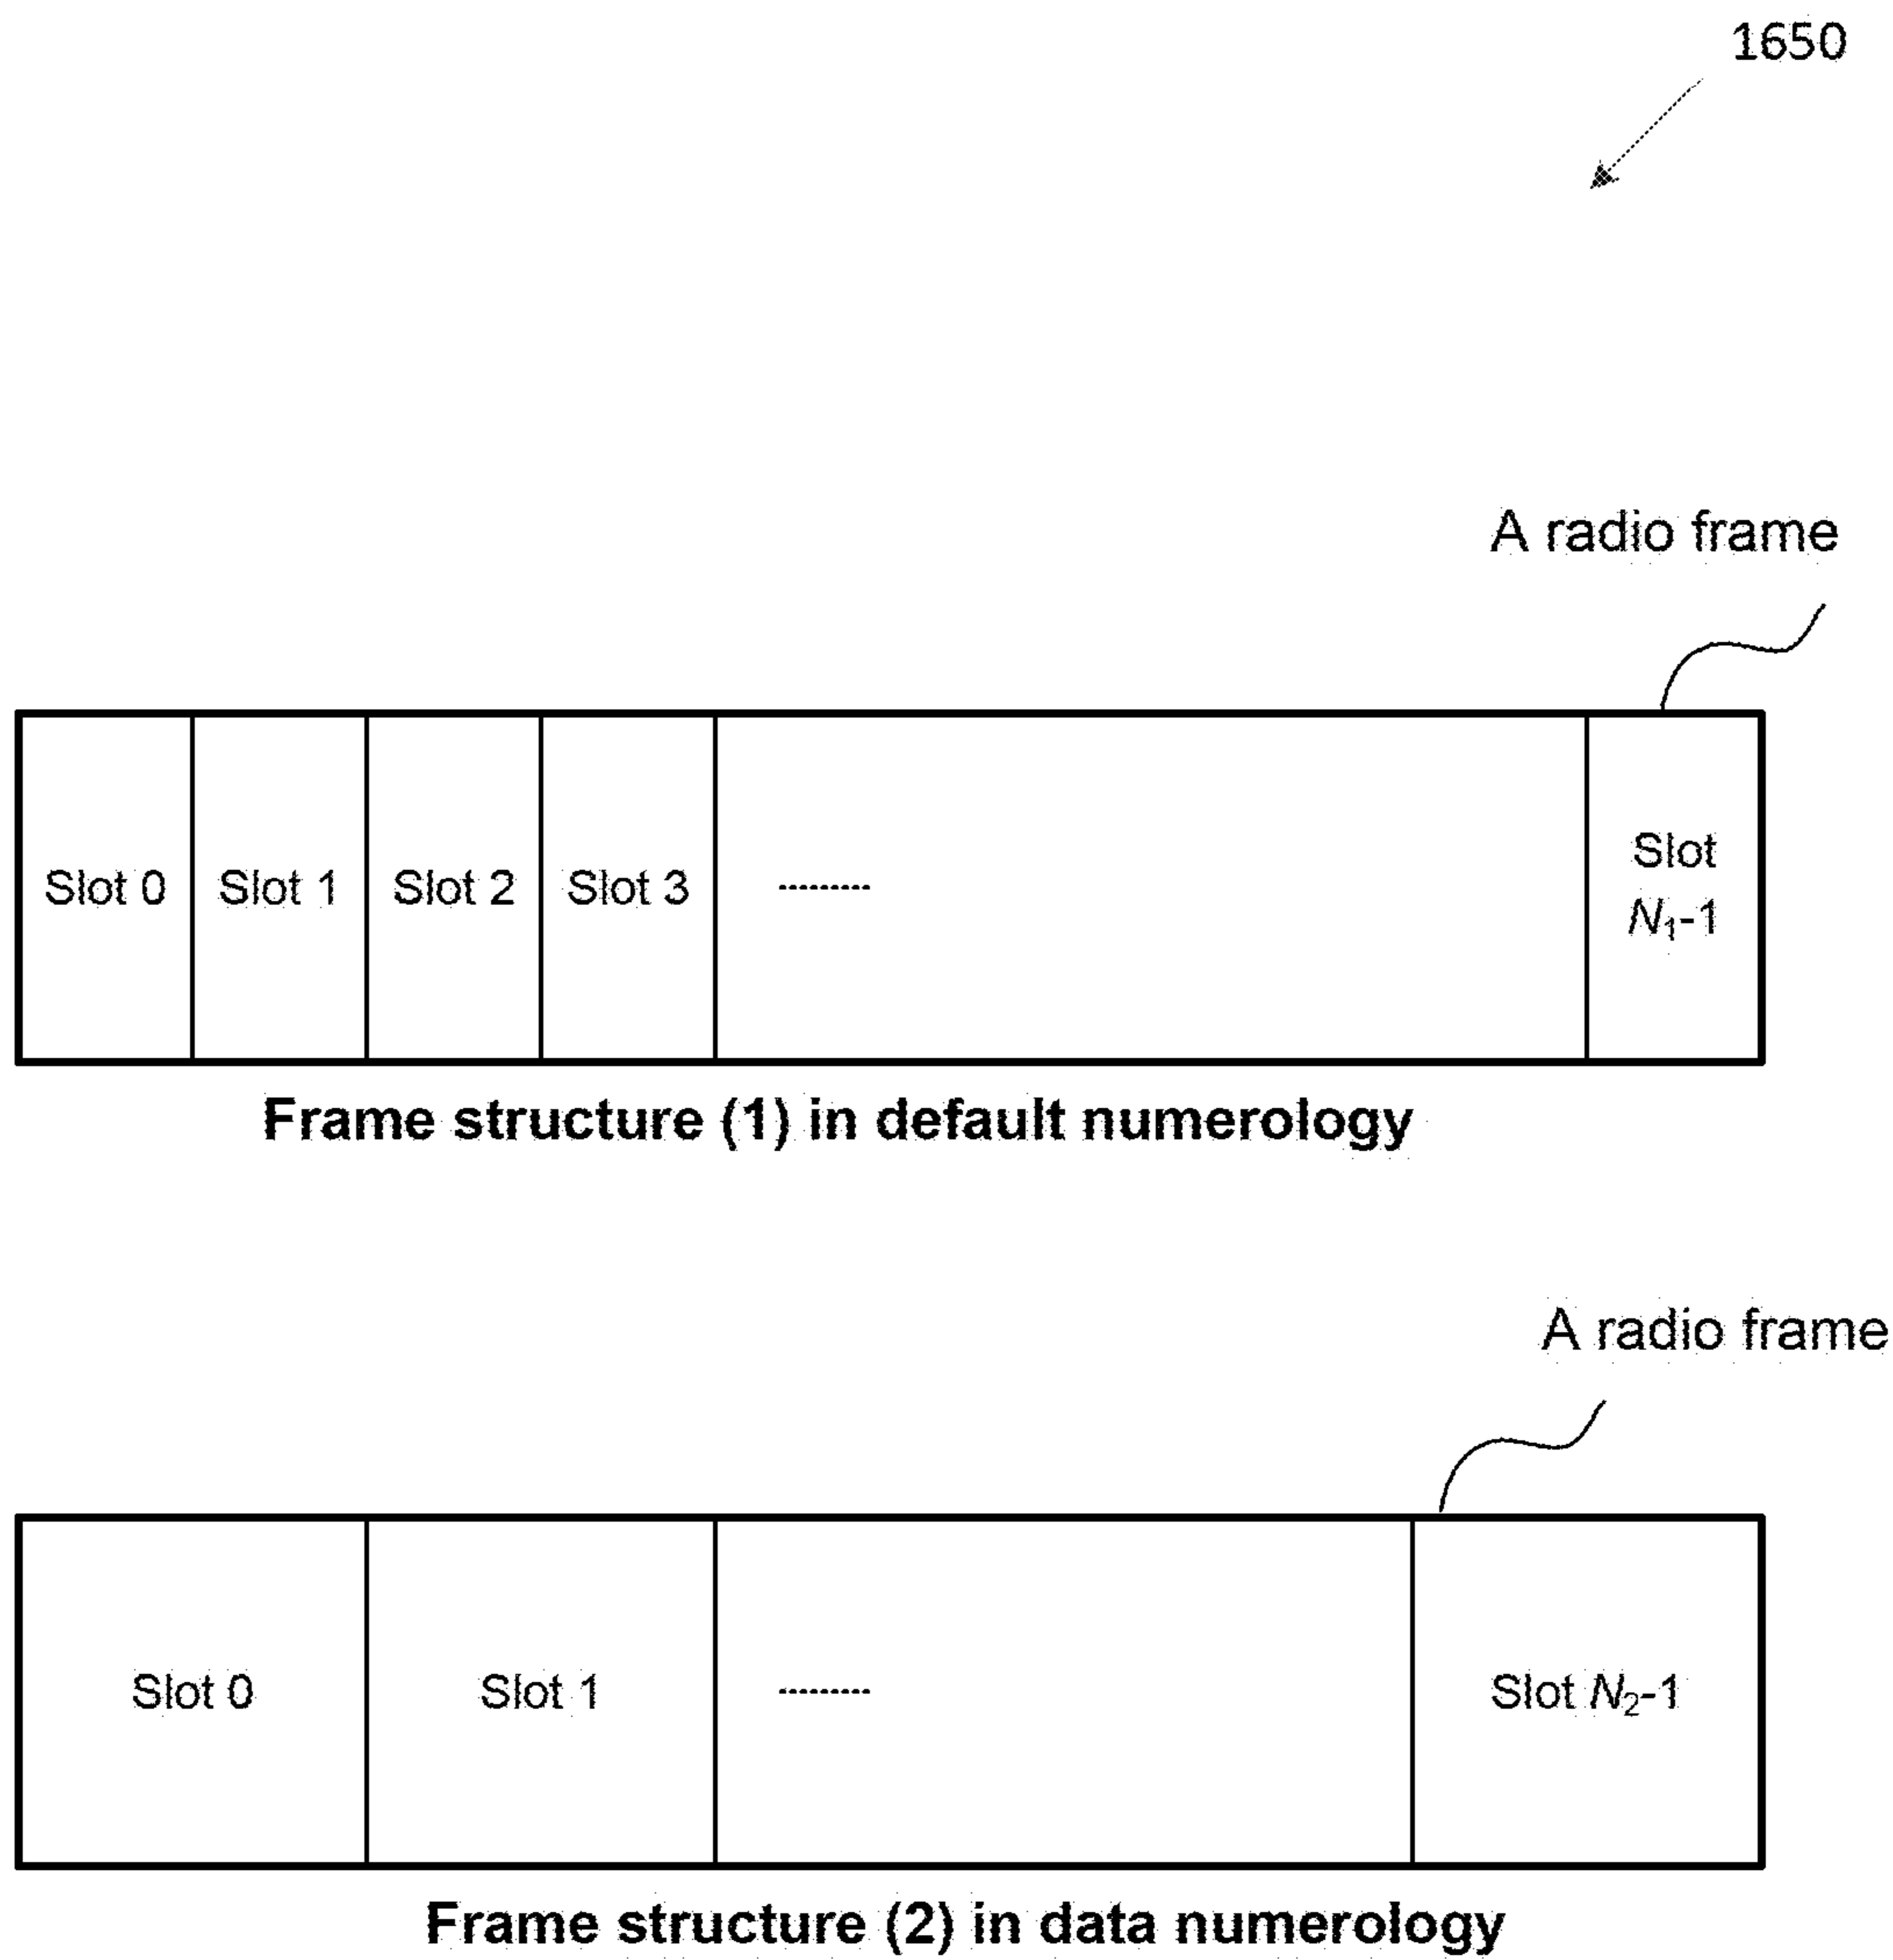 1650
A radio frame
Slot 0 Slot 1 Slot 2 Slot 3 --------- Slot
N₁-1
Frame structure (1) in default numerology
A radio frame
Slot 0 Slot 1 --------- Slot N₂-1
Frame structure (2) in data numerology